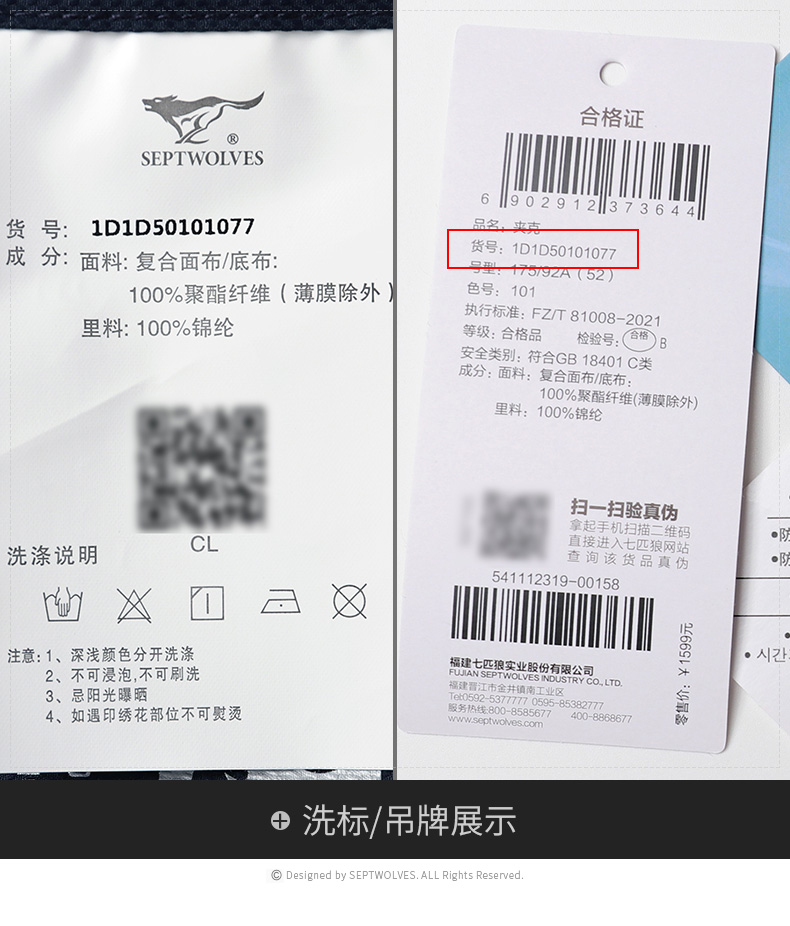 SEPTWOLVES
®
货 号: 1D1D50101077
成 分: 面料: 复合面布/底布:
100%聚酯纤维(薄膜除外)
里料: 100%锦纶
CL
洗涤说明
注意: 1、深浅颜色分开洗涤
2、不可浸泡,不可刷洗
3、忌阳光曝晒
4、如遇印绣花部位不可熨烫
合格证
6 902912 373644
品名: 夹克
货号: 1D1D50101077
号型: 175/92A(52)
色号: 101
执行标准: FZ/T 81008-2021
等级: 合格品 检验号: 合格 B
安全类别: 符合GB 18401 C类
成分: 面料: 复合面布/底布:
100%聚酯纤维(薄膜除外)
里料: 100%锦纶
扫一扫验真伪
拿起手机扫描二维码
直接进入七匹狼网站
查询该货品真伪
541112319-00158
福建七匹狼实业股份有限公司
FUJIAN SEPTWOLVES INDUSTRY CO., LTD.
福建晋江市金井镇南工业区
Tel:0592-5377777 0595-85382777
服务热线:800-8585677 400-8868677
www.septwolves.com
零售价: ¥1599元
•防
•防
• 时间
洗标/吊牌展示
© Designed by SEPTWOLVES. ALL Rights Reserved.